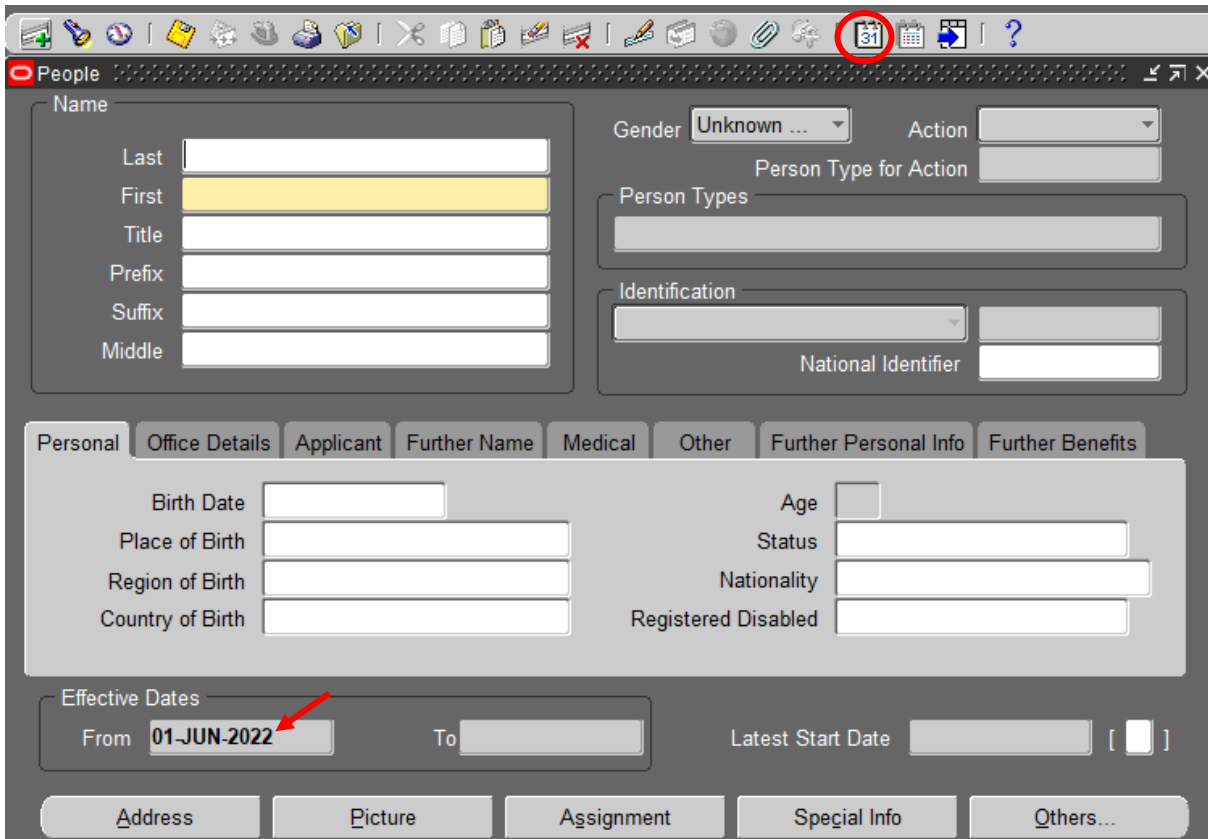 31
?
People
Name
Last
First
Title
Prefix
Suffix
Middle
Gender Unknown ... Action
Person Type for Action
Person Types
Identification
National Identifier
Personal Office Details Applicant Further Name Medical Other Further Personal Info Further Benefits
Birth Date Age
Place of Birth Status
Region of Birth Nationality
Country of Birth Registered Disabled
Effective Dates
From 01-JUN-2022 To Latest Start Date [ ]
Address Picture Assignment Special Info Others...